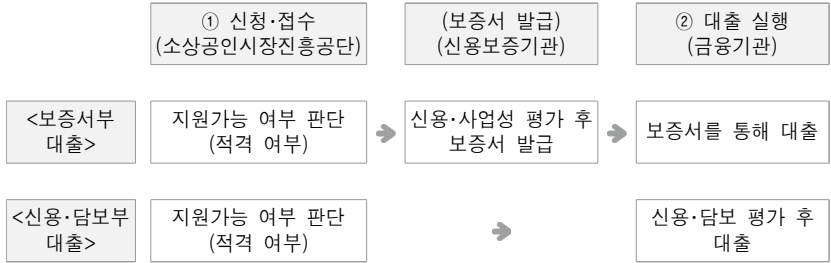 ① 신청·접수
(소상공인시장진흥공단)
(보증서 발급)
(신용보증기관)
② 대출 실행
(금융기관)
<보증서부
대출>
지원가능 여부 판단
(적격 여부)
신용·사업성 평가 후
보증서 발급
보증서를 통해 대출
<신용·담보부
대출>
지원가능 여부 판단
(적격 여부)
신용·담보 평가 후
대출